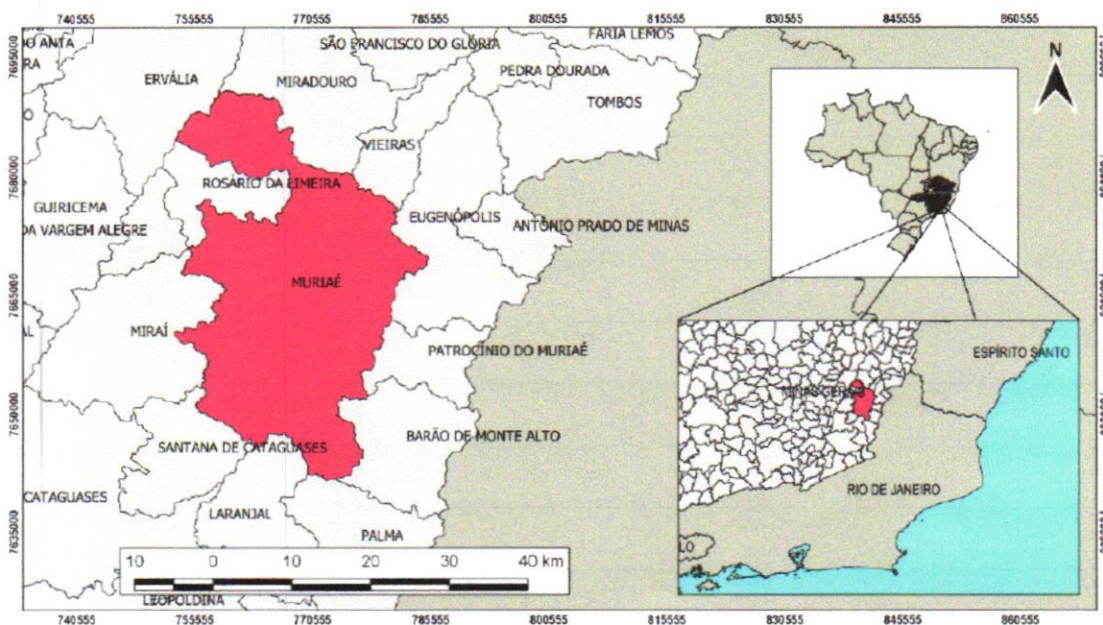 740555 755555 770555 785555 800555 815555 830555 845555 860555
7695000
7680000
7665000
7650000
7635000
FARIA LEMOS
SÃO FRANCISCO DO GLÓRIA
ANTA
RA
ERVÁLIA
MIRADOURO
PEDRA DOURADA
TOMBOS
VIEIRAS
ROSÁRIO DA LIMEIRA
GUIRICEMA
DA VARGEM ALEGRE
EUGENÓPOLIS
ANTÔNIO PRADO DE MINAS
MURIAÉ
MIRAÍ
PATROCÍNIO DO MURIAÉ
BARÃO DE MONTE ALTO
SANTANA DE CATAGUASES
CATAGUASES
LARANJAL
PALMA
LEOPOLDINA
10 0 10 20 30 40 km
N
ESPÍRITO SANTO
MINAS GERAIS
RIO DE JANEIRO
LO
740555 755555 770555 785555 800555 815555 830555 845555 860555